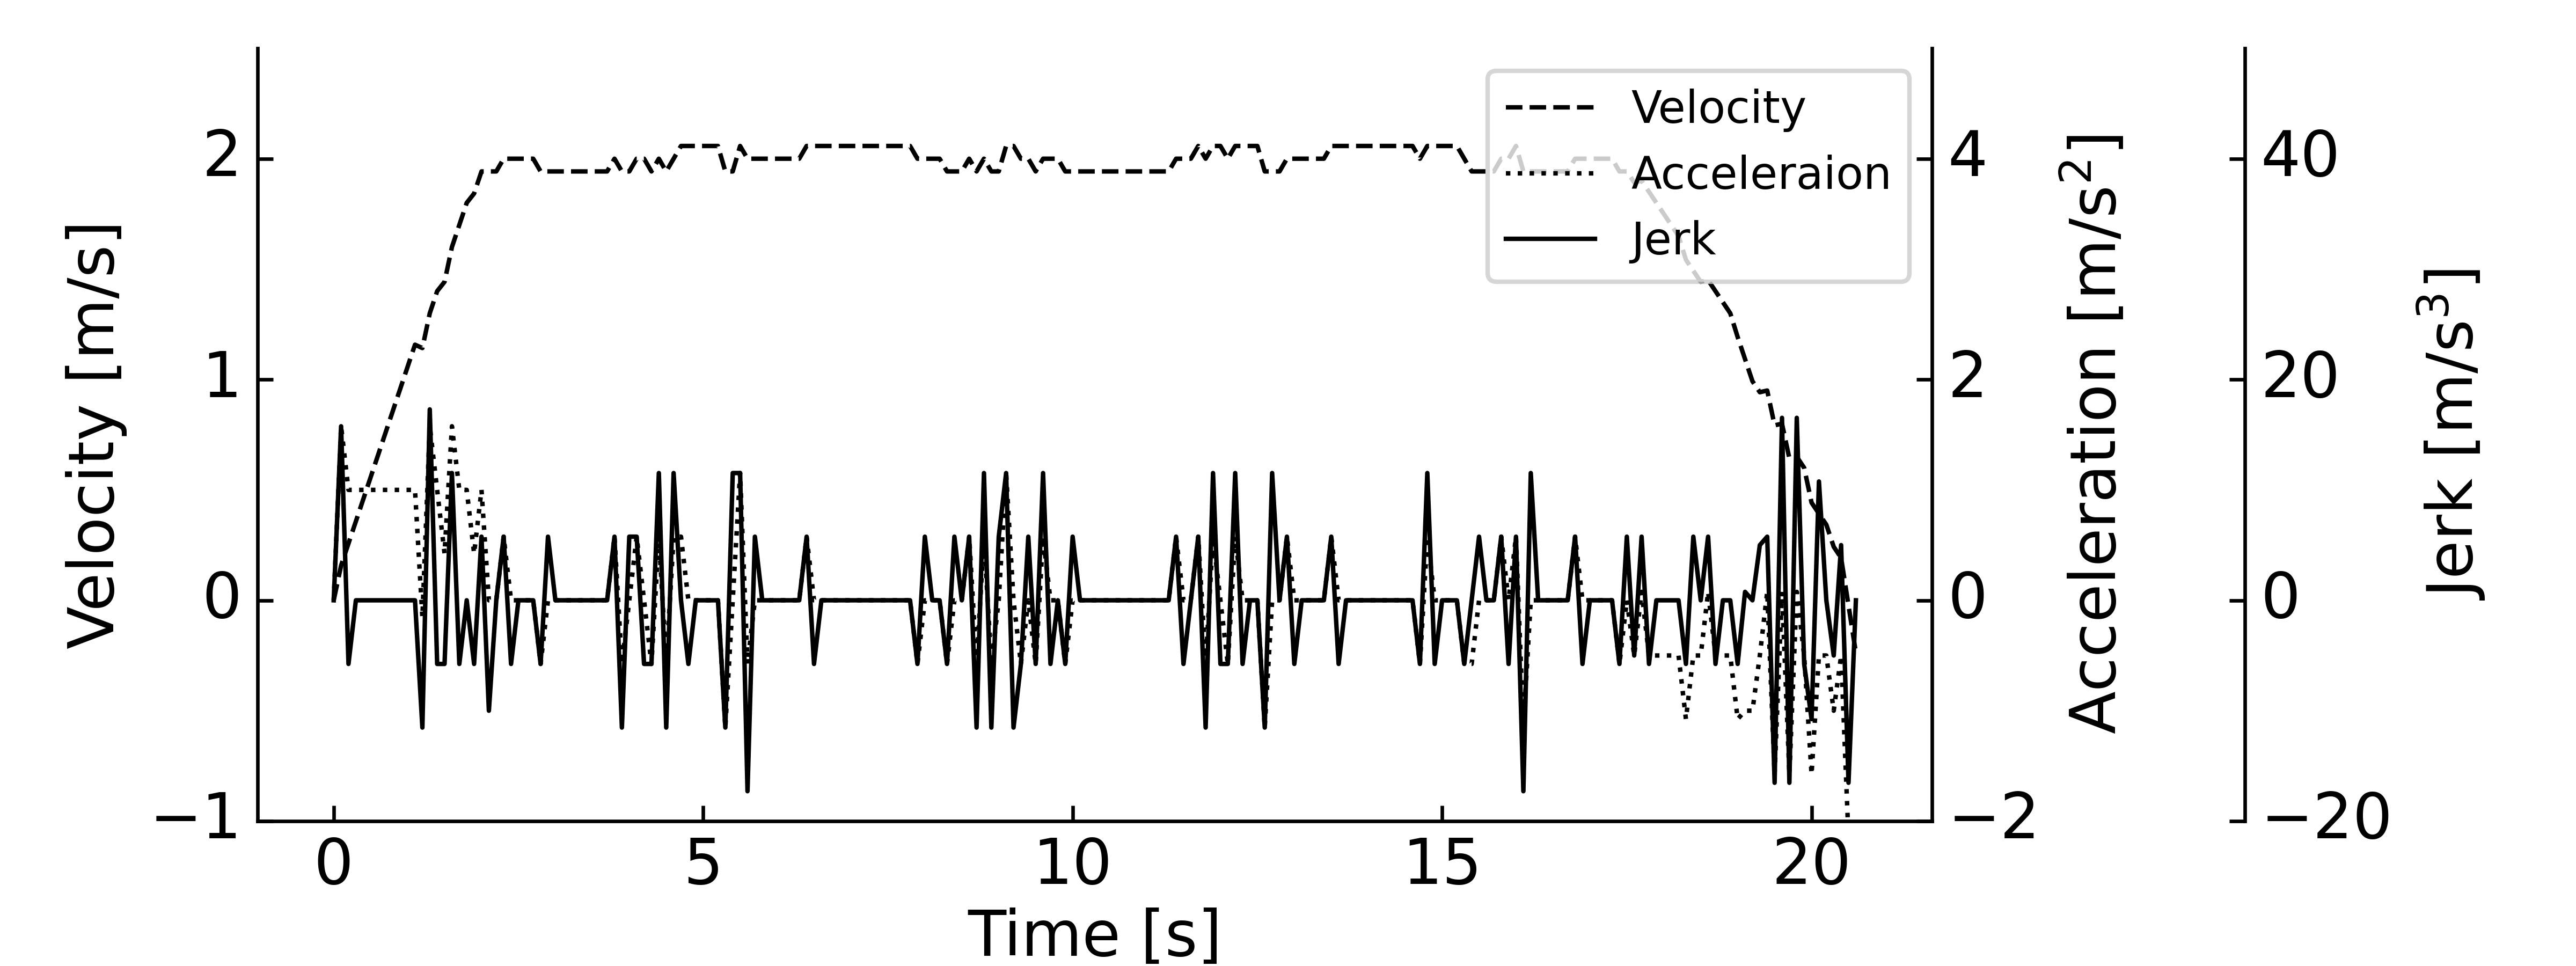 Velocity [m/s]
2
1
0
−1
0 5 10 15 20
Time [s]
Velocity
Acceleraion
Jerk
4
2
0
−2
Acceleration [m/s²]
40
20
0
−20
Jerk [m/s³]